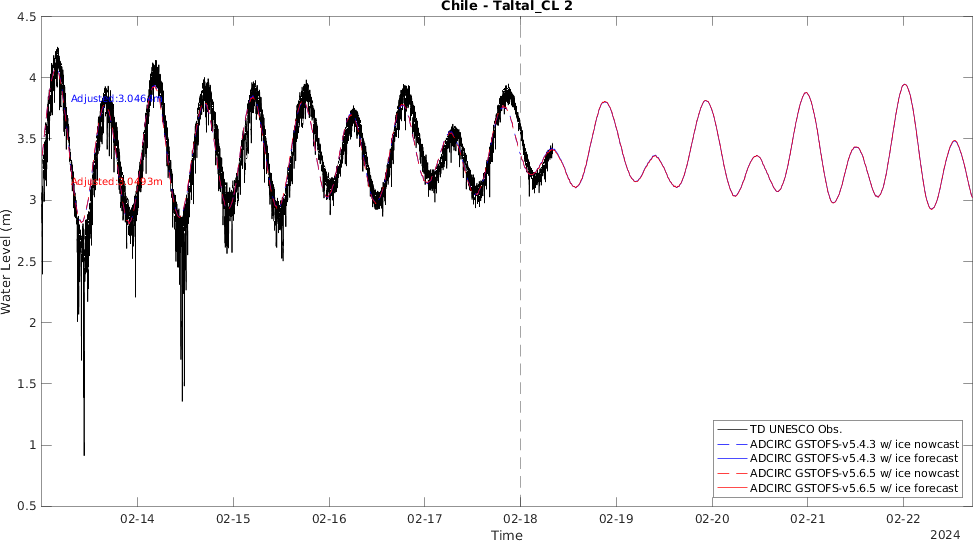 Chile - Taltal_CL 2
Water Level (m)
4.5
4
3.5
3
2.5
2
1.5
1
0.5
Adjusted:3.046
02-14
02-15
02-16
02-17
02-18
02-19
02-20
02-21
02-22
Time
2024
TD UNESCO Obs.
ADCIRC GSTOFS-v5.4.3 w/ ice nowcast
ADCIRC GSTOFS-v5.4.3 w/ ice forecast
ADCIRC GSTOFS-v5.6.5 w/ ice nowcast
ADCIRC GSTOFS-v5.6.5 w/ ice forecast